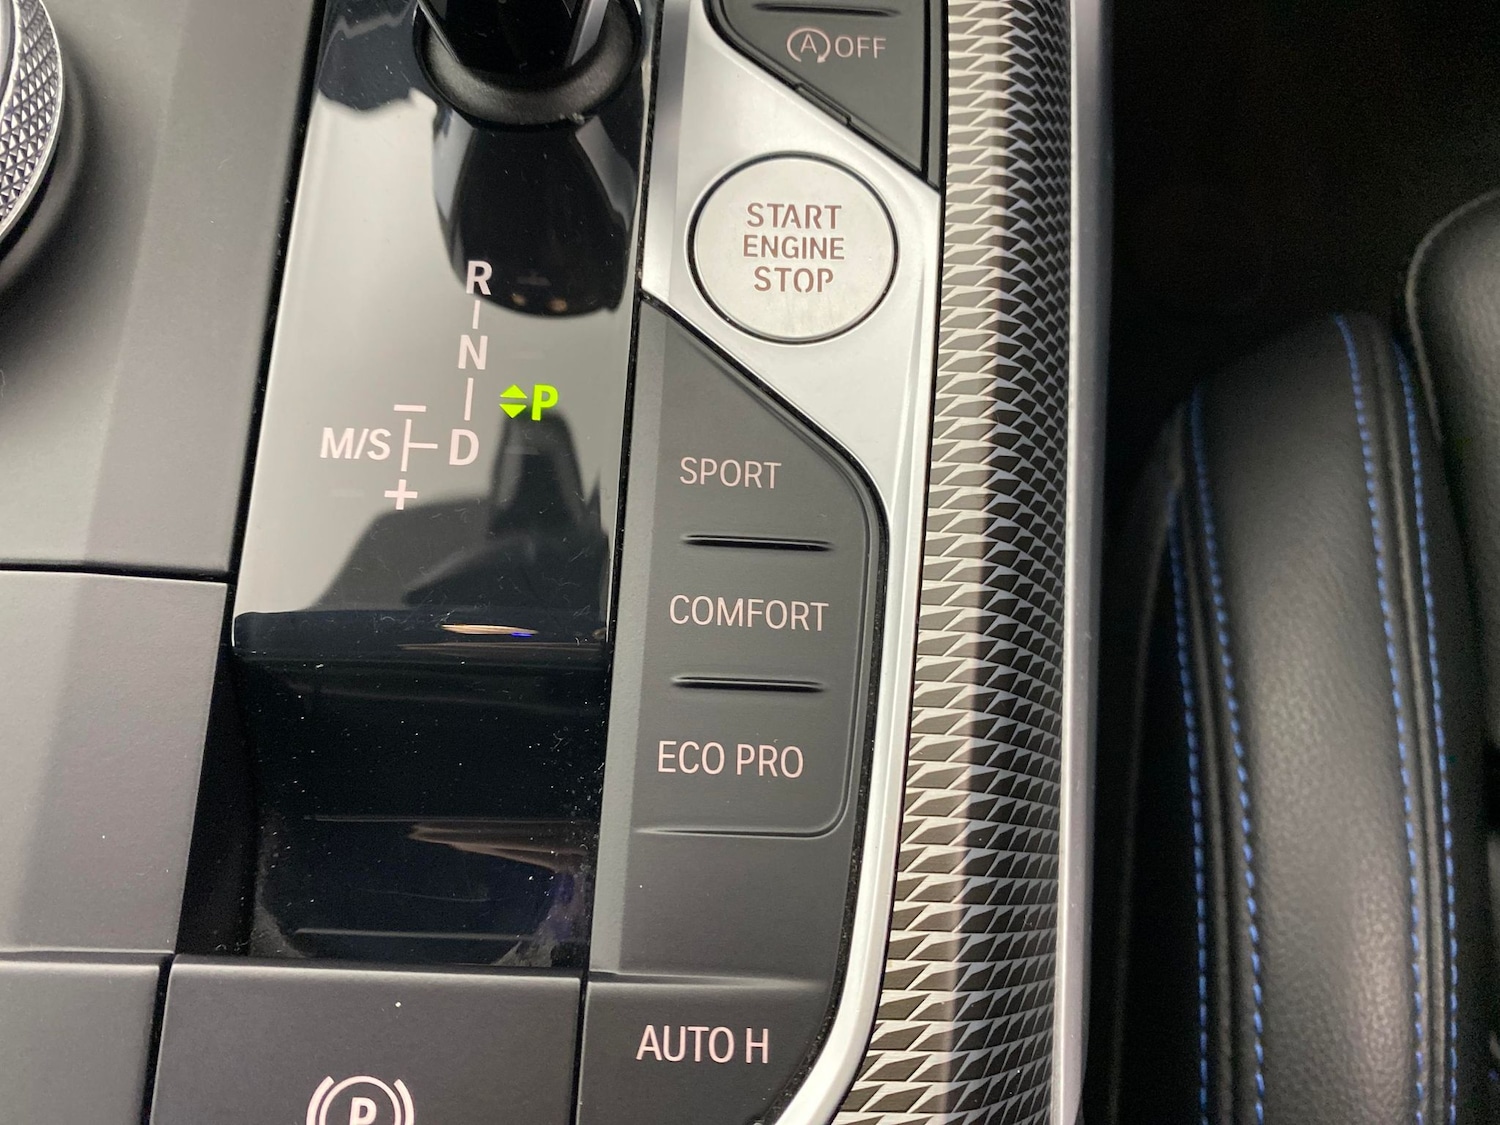 A OFF
START
ENGINE
STOP
R
N
P
M/S D
SPORT
COMFORT
ECO PRO
AUTO H
P